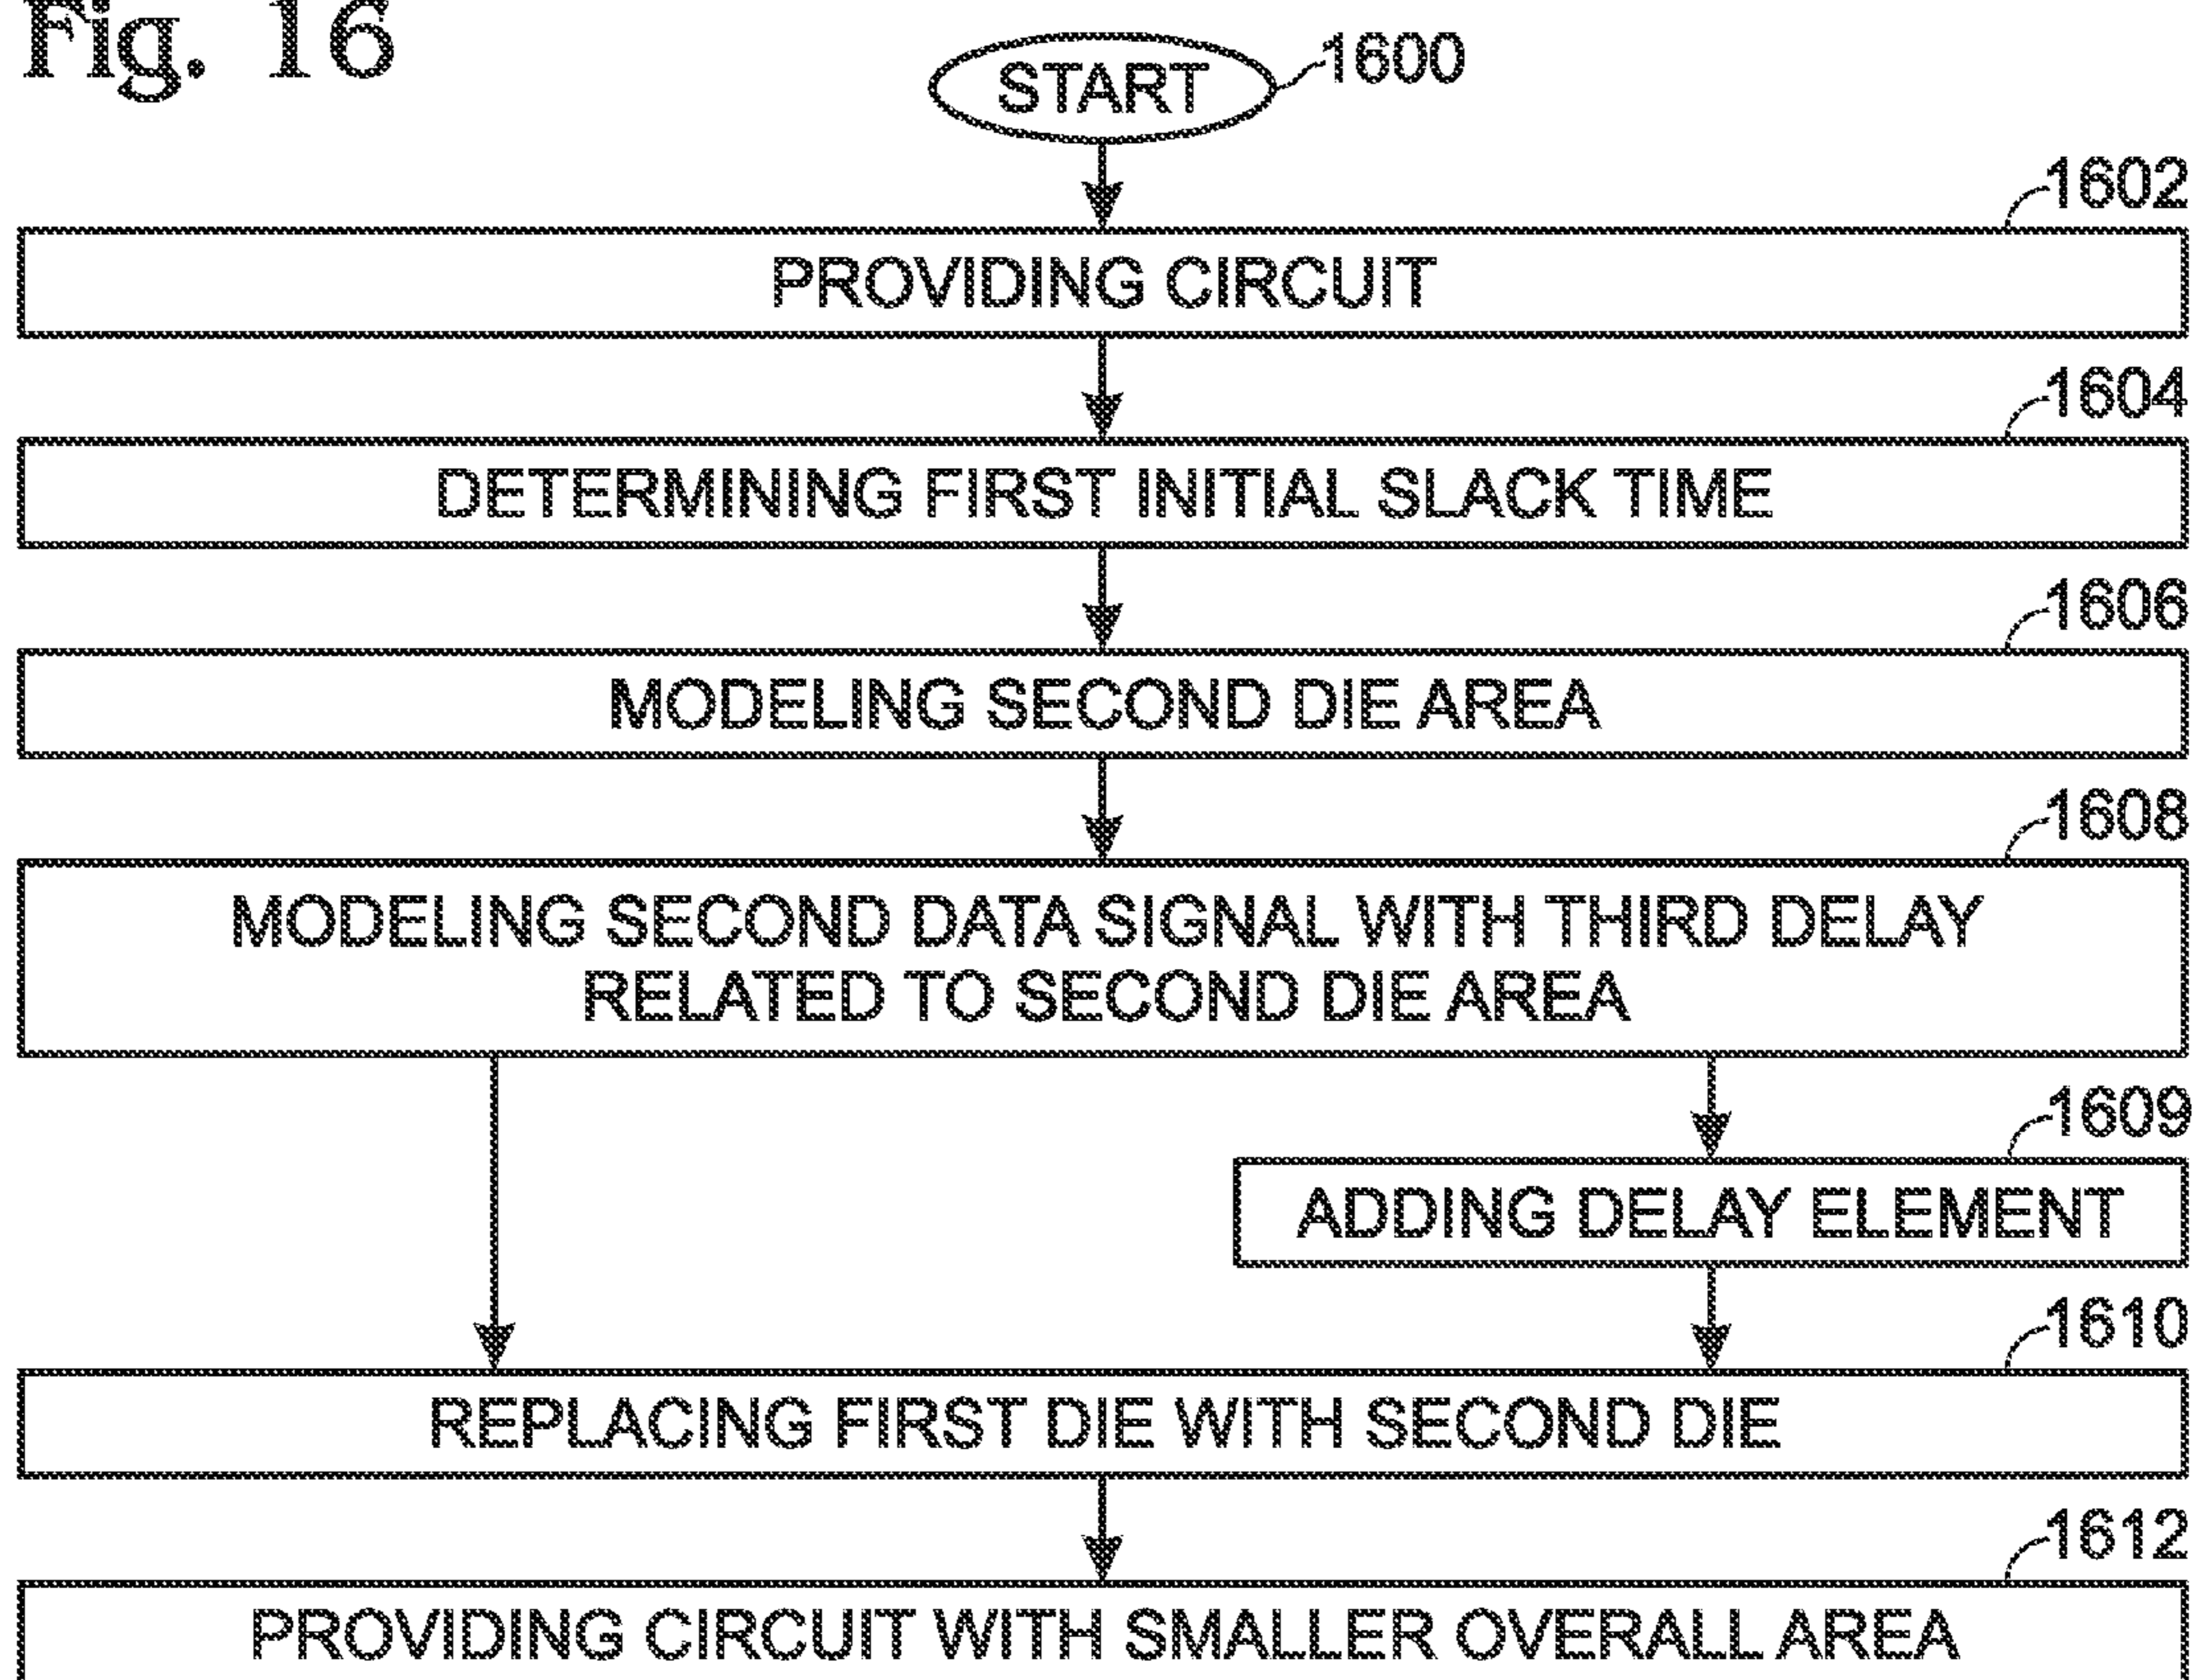 Fig. 16
START
1600
1602
PROVIDING CIRCUIT
1604
DETERMINING FIRST INITIAL SLACK TIME
1606
MODELING SECOND DIE AREA
1608
MODELING SECOND DATA SIGNAL WITH THIRD DELAY
RELATED TO SECOND DIE AREA
1609
ADDING DELAY ELEMENT
1610
REPLACING FIRST DIE WITH SECOND DIE
1612
PROVIDING CIRCUIT WITH SMALLER OVERALL AREA